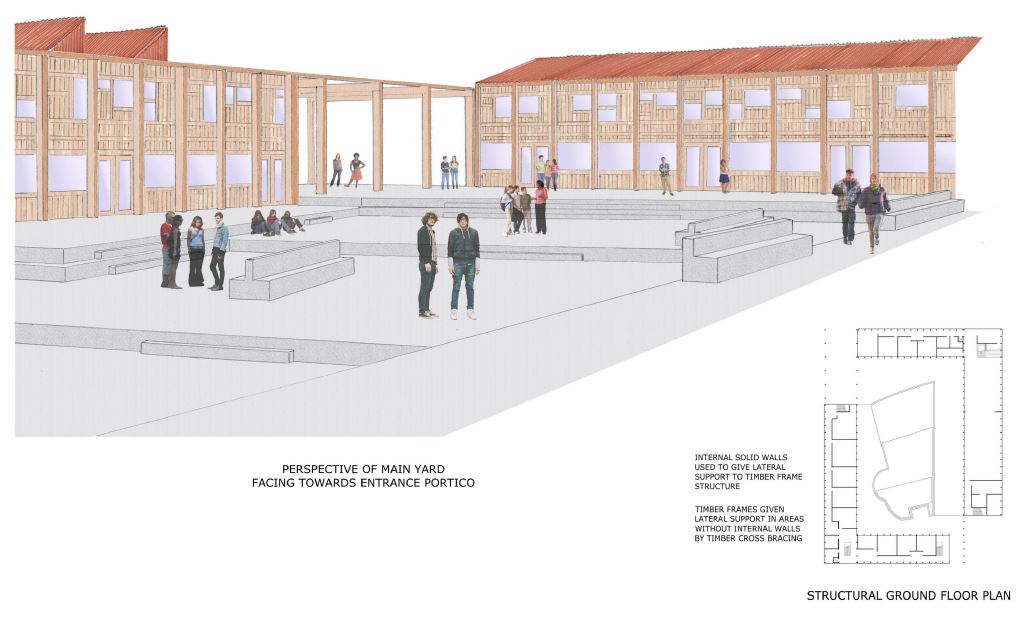 PERSPECTIVE OF MAIN YARD
FACING TOWARDS ENTRANCE PORTICO
INTERNAL SOLID WALLS
USED TO GIVE LATERAL
SUPPORT TO TIMBER FRAME
STRUCTURE
TIMBER FRAMES GIVEN
LATERAL SUPPORT IN AREAS
WITHOUT INTERNAL WALLS
BY TIMBER CROSS BRACING
STRUCTURAL GROUND FLOOR PLAN